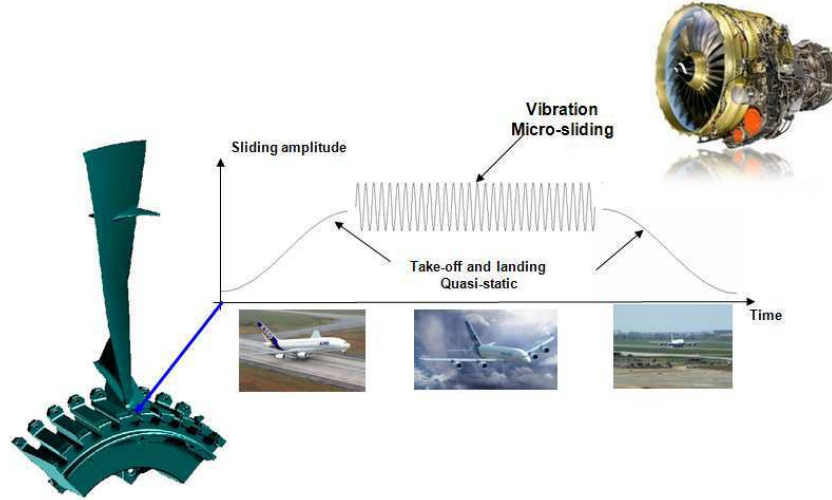 Vibration
Micro-sliding
Sliding amplitude
Take-off and landing
Quasi-static
Time